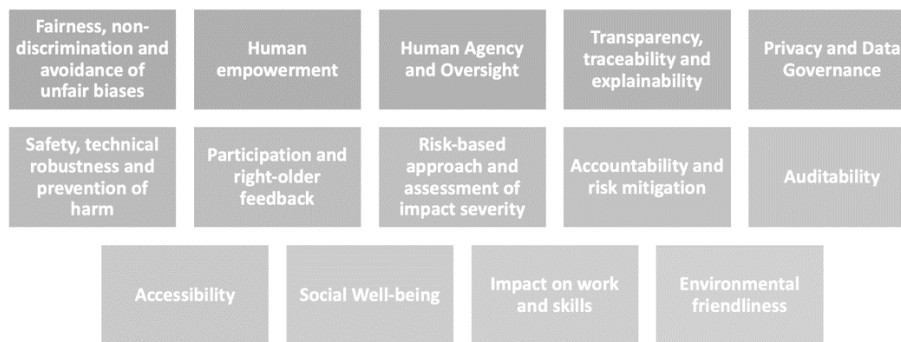 Fairness, non-
discrimination and
avoidance of
unfair biases
Human
empowerment
Human Agency
and Oversight
Transparency,
traceability and
explainability
Privacy and Data
Governance
Safety, technical
robustness and
prevention of
harm
Participation and
right-older
feedback
Risk-based
approach and
assessment of
impact severity
Accountability and
risk mitigation
Auditability
Accessibility
Social Well-being
Impact on work
and skills
Environmental
friendliness